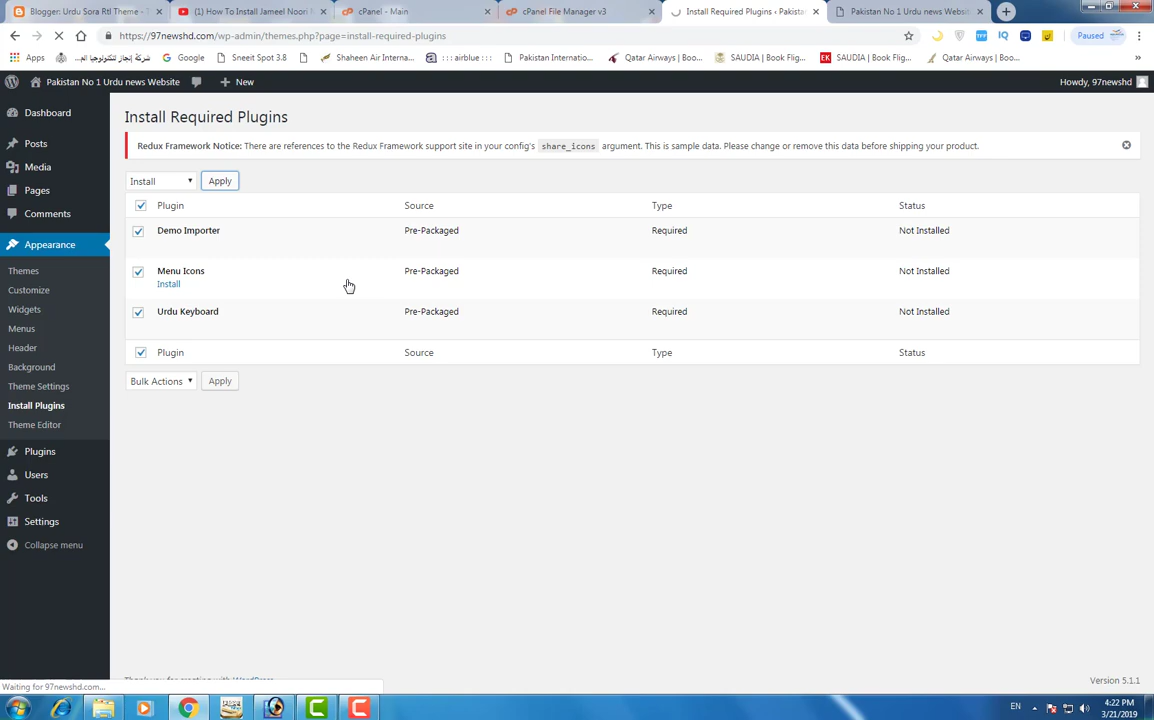 Blogger: Urdu Sora Rtl Theme - T
(1) How To Install Jameel Noori
cPanel - Main
cPanel File Manager v3
Install Required Plugins ‹ Pakista
Pakistan No 1 Urdu news Websit
https://97newshd.org/wp-admin/themes.php?page=install-required-plugins
Paused
Apps
شركة إنجاز لتكنولوجيا الم...
Google
Sneeit Spot 3.8
Shaheen Air Interna...
: : : airblue : : :
Pakistan Internatio...
Qatar Airways | Boo...
SAUDIA | Book Flig...
EK
SAUDIA | Book Flig...
Qatar Airways | Boo...
»
Pakistan No 1 Urdu news Website
New
Howdy, 97newshd
Dashboard
Posts
Media
Pages
Comments
Appearance
Themes
Customize
Widgets
Menus
Header
Background
Theme Settings
Install Plugins
Theme Editor
Plugins
Users
Tools
Settings
Collapse menu
Install Required Plugins
Redux Framework Notice: There are references to the Redux Framework support site in your config's share_icons argument. This is sample data. Please change or remove this data before shipping your product.
Install
Apply
Plugin Source Type Status
Demo Importer Pre-Packaged Required Not Installed
Menu Icons Pre-Packaged Required Not Installed
Install
Urdu Keyboard Pre-Packaged Required Not Installed
Plugin Source Type Status
Bulk Actions
Apply
Version 5.1.1
Waiting for 97newshd.com...
EN
4:22 PM
3/21/2019